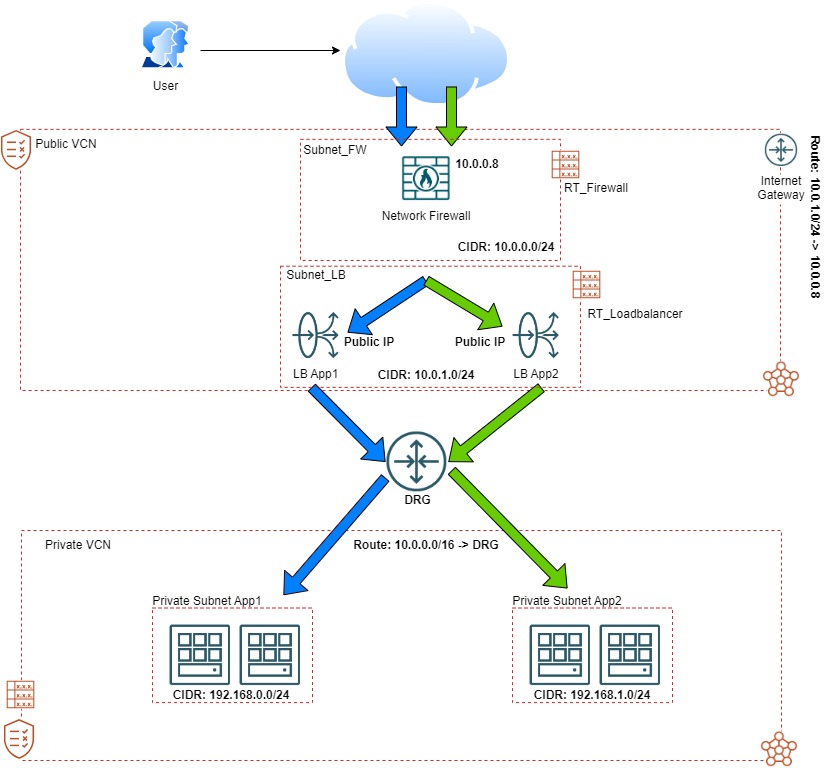 User
Public VCN
Subnet_FW
10.0.0.8
RT_Firewall
Internet
Gateway
Route: 10.0.1.0/24 -> 10.0.0.8
Network Firewall
CIDR: 10.0.0.0/24
Subnet_LB
RT_Loadbalancer
Public IP
Public IP
LB App1
CIDR: 10.0.1.0/24
LB App2
DRG
Private VCN
Route: 10.0.0.0/16 -> DRG
Private Subnet App1
Private Subnet App2
CIDR: 192.168.0.0/24
CIDR: 192.168.1.0/24